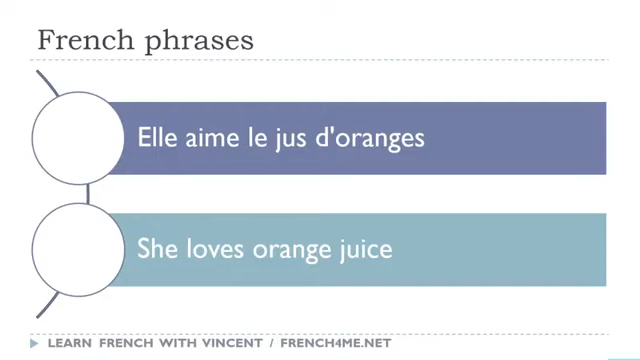 French phrases
Elle aime le jus d'oranges
She loves orange juice
LEARN FRENCH WITH VINCENT / FRENCH4ME.NET